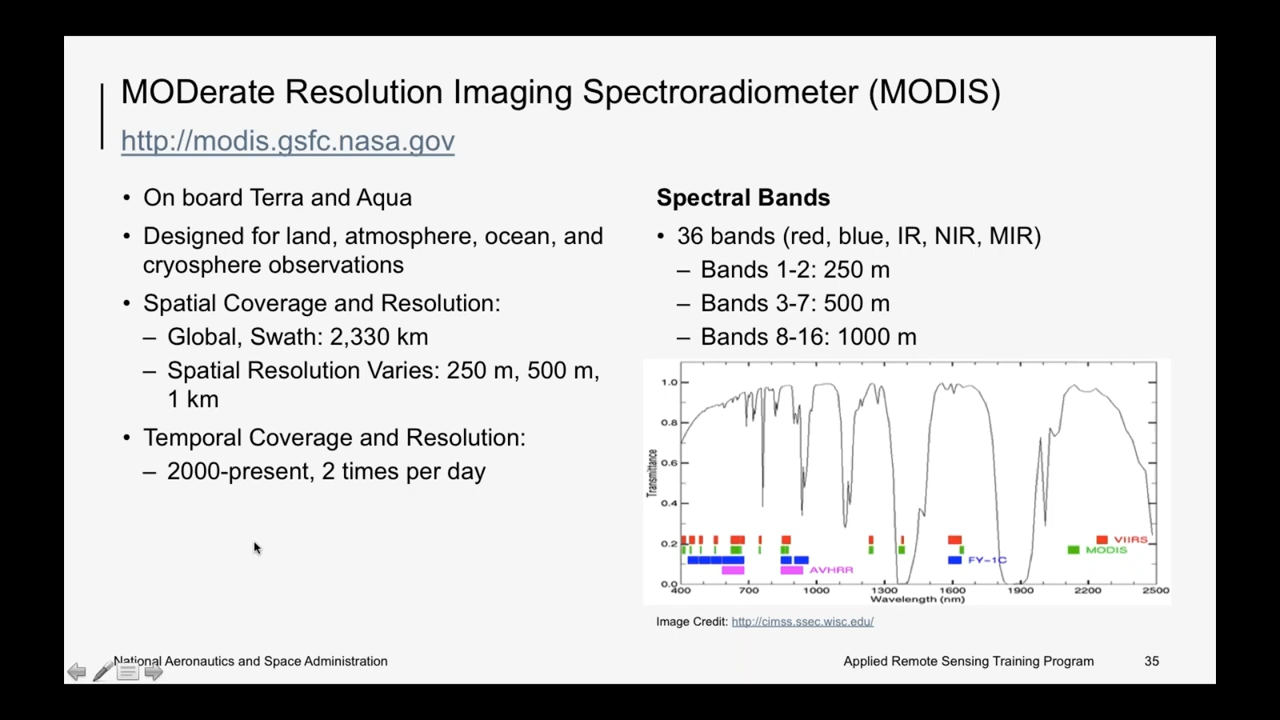 MODerate Resolution Imaging Spectroradiometer (MODIS)
http://modis.gsfc.nasa.gov
• On board Terra and Aqua
• Designed for land, atmosphere, ocean, and
cryosphere observations
• Spatial Coverage and Resolution:
– Global, Swath: 2,330 km
– Spatial Resolution Varies: 250 m, 500 m,
1 km
• Temporal Coverage and Resolution:
– 2000-present, 2 times per day
Spectral Bands
• 36 bands (red, blue, IR, NIR, MIR)
– Bands 1-2: 250 m
– Bands 3-7: 500 m
– Bands 8-16: 1000 m
Transmittance
1.0
0.8
0.6
0.4
0.2
0.0
VIIRS
MODIS
FY-1C
AVHRR
400 700 1000 1300 1600 1900 2200 2500
Wavelength (nm)
Image Credit: http://cimss.ssec.wisc.edu/
National Aeronautics and Space Administration
Applied Remote Sensing Training Program 35